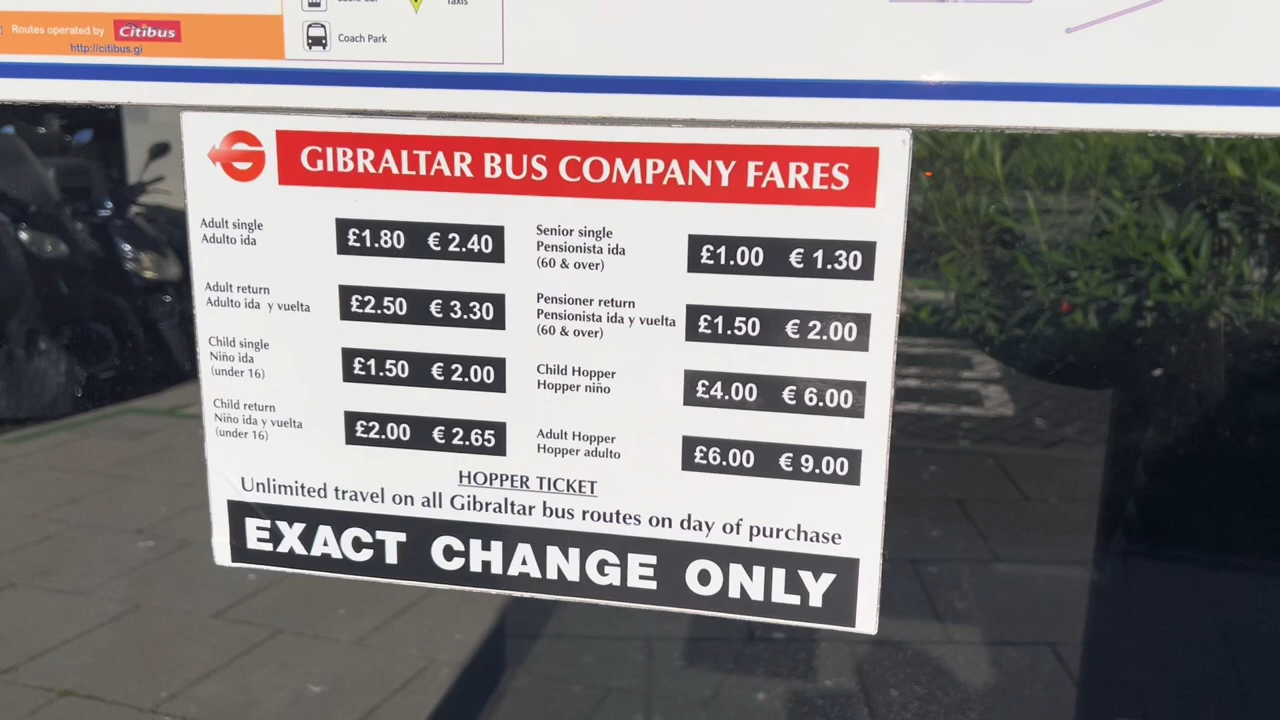 Routes operated by Citibus
http://citibus.gi
Taxis
Coach Park
GIBRALTAR BUS COMPANY FARES
Adult single
Adulto ida
£1.80 € 2.40
Adult return
Adulto ida y vuelta
£2.50 € 3.30
Child single
Niño ida
(under 16)
£1.50 € 2.00
Child return
Niño ida y vuelta
(under 16)
£2.00 € 2.65
Senior single
Pensionista ida
(60 & over)
£1.00 € 1.30
Pensioner return
Pensionista ida y vuelta
(60 & over)
£1.50 € 2.00
Child Hopper
Hopper niño
£4.00 € 6.00
Adult Hopper
Hopper adulto
£6.00 € 9.00
HOPPER TICKET
Unlimited travel on all Gibraltar bus routes on day of purchase
EXACT CHANGE ONLY